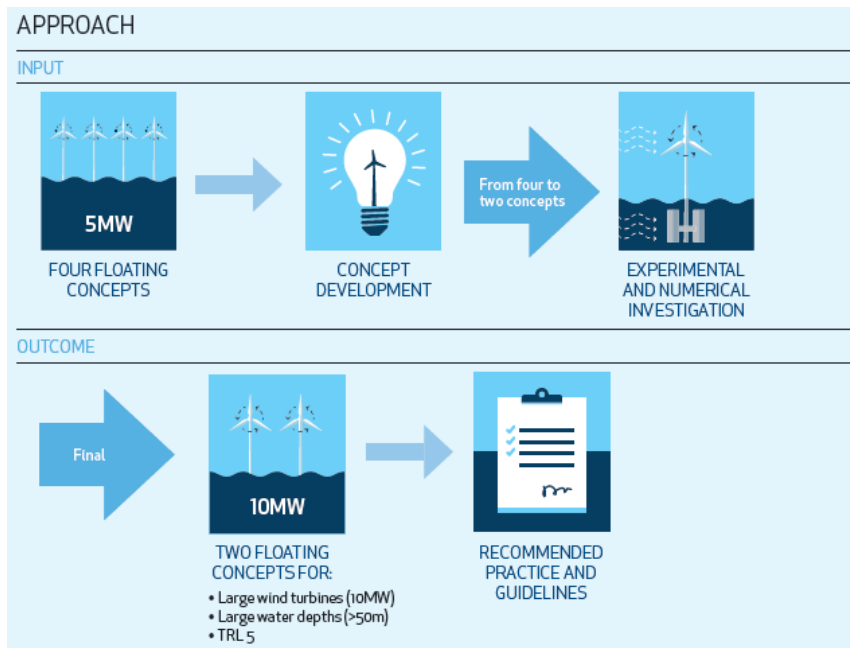 APPROACH
INPUT
5MW
From four to
two concepts
FOUR FLOATING
CONCEPTS
CONCEPT
DEVELOPMENT
EXPERIMENTAL
AND NUMERICAL
INVESTIGATION
OUTCOME
Final
10MW
TWO FLOATING
CONCEPTS FOR:
• Large wind turbines (10MW)
• Large water depths (>50m)
• TRL 5
RECOMMENDED
PRACTICE AND
GUIDELINES